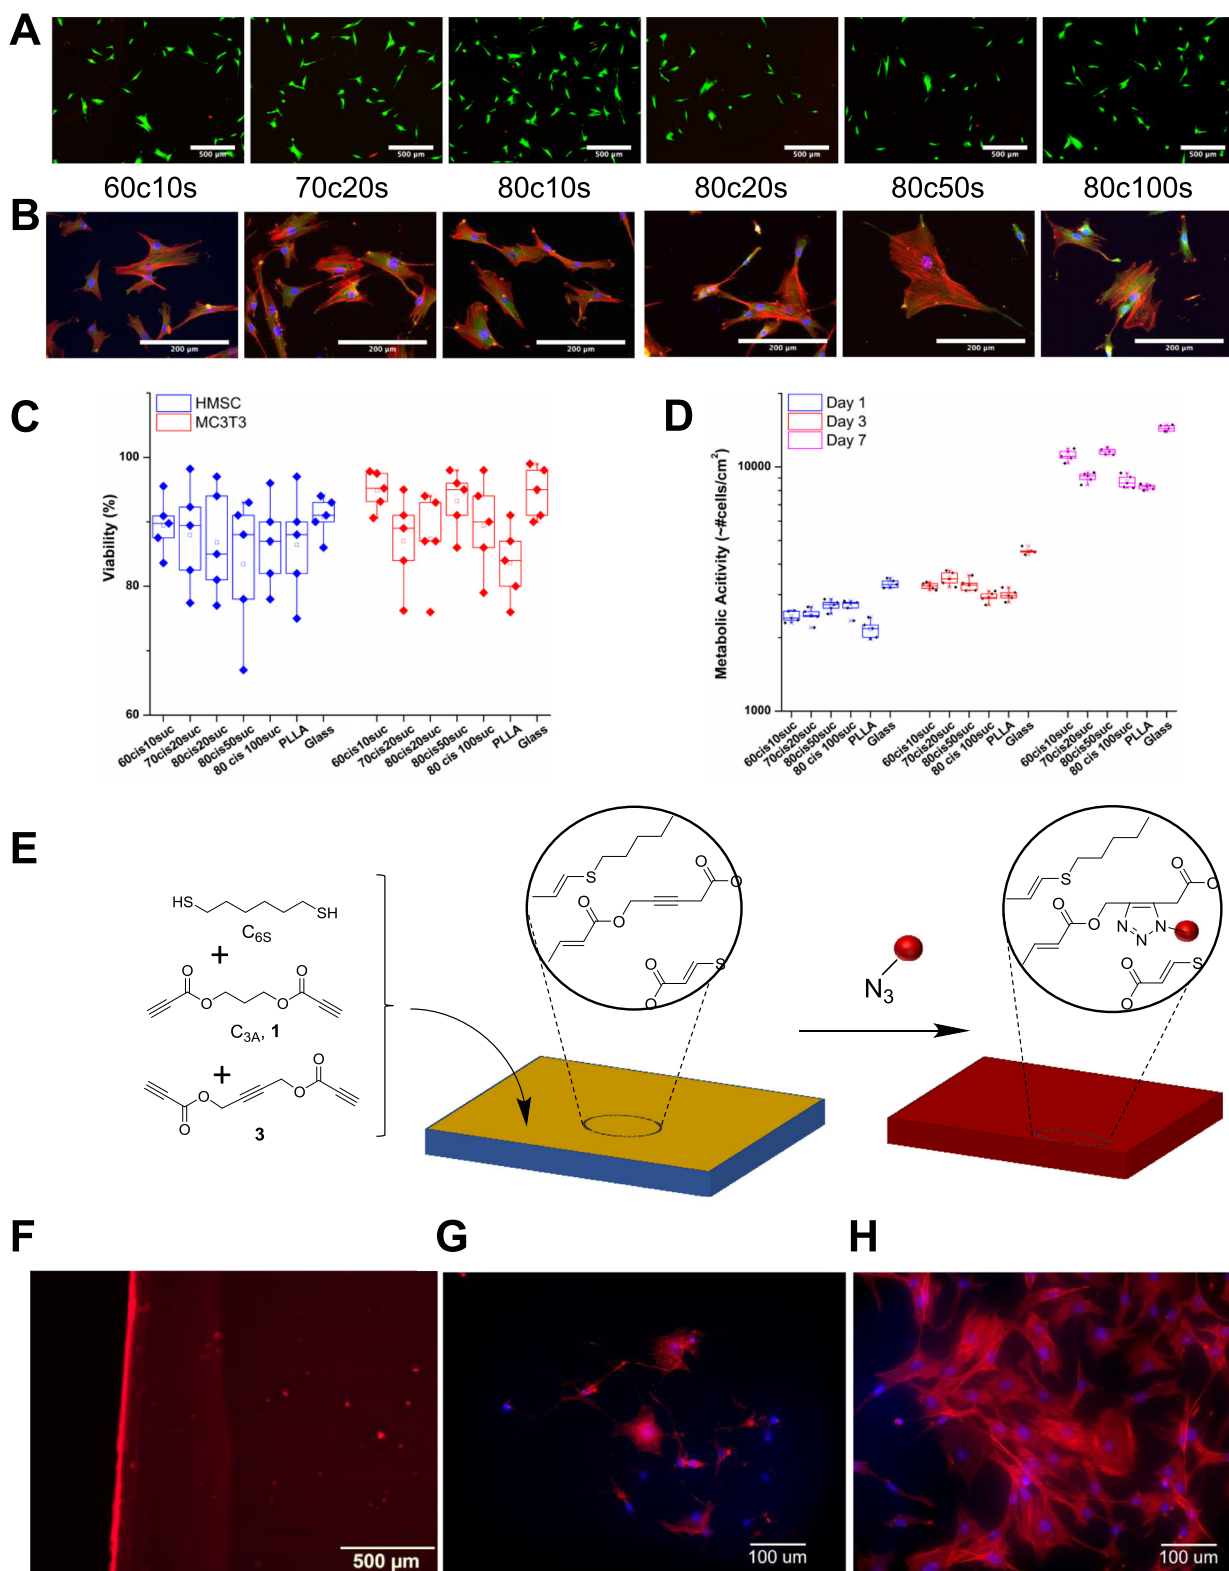 A
500 µm
500 µm
500 µm
500 µm
500 µm
500 µm
60c10s
70c20s
80c10s
80c20s
80c50s
80c100s
B
200 µm
200 µm
200 µm
200 µm
200 µm
200 µm
C
HMSC
MC3T3
Viability (%)
100
80
60
60cis10suc
70cis20suc
80cis20suc
80cis50suc
80 cis 100suc
PLLA
Glass
60cis10suc
70cis20suc
80cis20suc
80cis50suc
80 cis 100suc
PLLA
Glass
D
Day 1
Day 3
Day 7
Metabolic Acitivity (~#cells/cm²)
10000
1000
60cis10suc
70cis20suc
80cis50suc
80 cis 100suc
PLLA
Glass
60cis10suc
70cis20suc
80cis50suc
80 cis 100suc
PLLA
Glass
60cis10suc
70cis20suc
80cis50suc
80 cis 100suc
PLLA
Glass
E
HS
SH
C₆S
+
O
O
O
O
C₃A, 1
+
O
O
O
O
3
S
O
O
O
O
S
O
O
N₃
S
O
O
O
O
N
N
N
S
O
O
F
500 µm
G
100 um
H
100 um